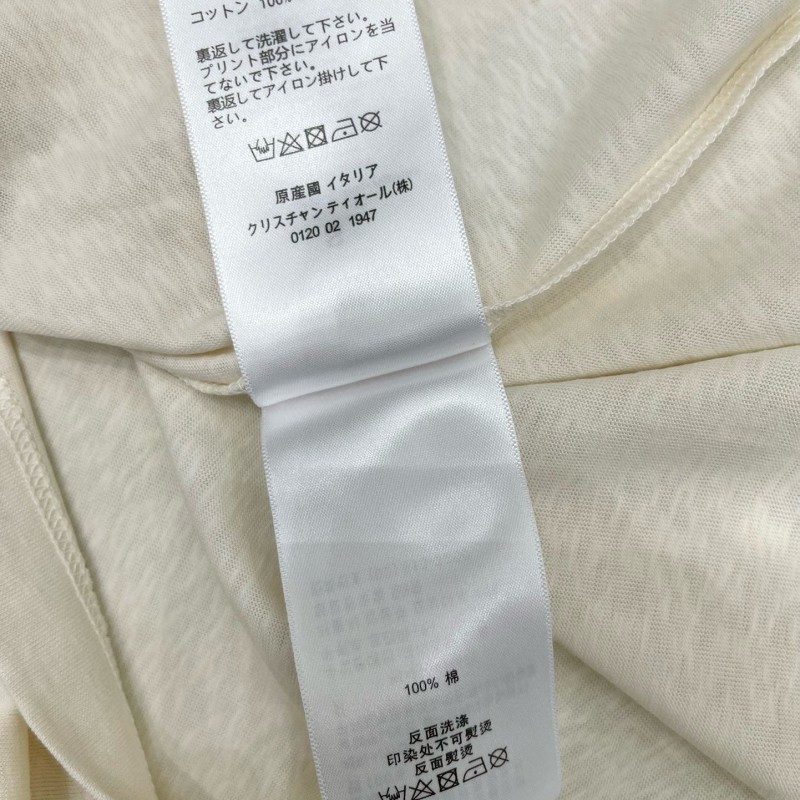 コットン 100%
裏返して洗濯して下さい。
プリント部分にアイロンを当
てないで下さい。
裏返してアイロン掛けして下
さい。
原産國 イタリア
クリスチャン ティオール(株)
0120 02 1947
100% 棉
反面洗涤
印染处不可熨烫
反面熨烫